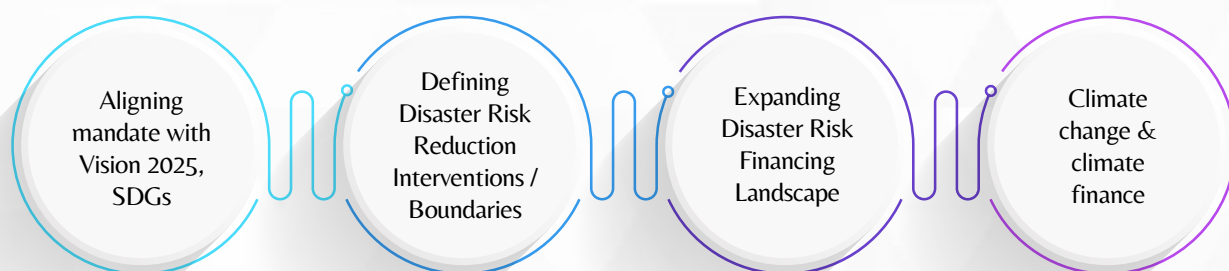 Aligning
mandate with
Vision 2025,
SDGs
Defining
Disaster Risk
Reduction
Interventions /
Boundaries
Expanding
Disaster Risk
Financing
Landscape
Climate
change &
climate
finance